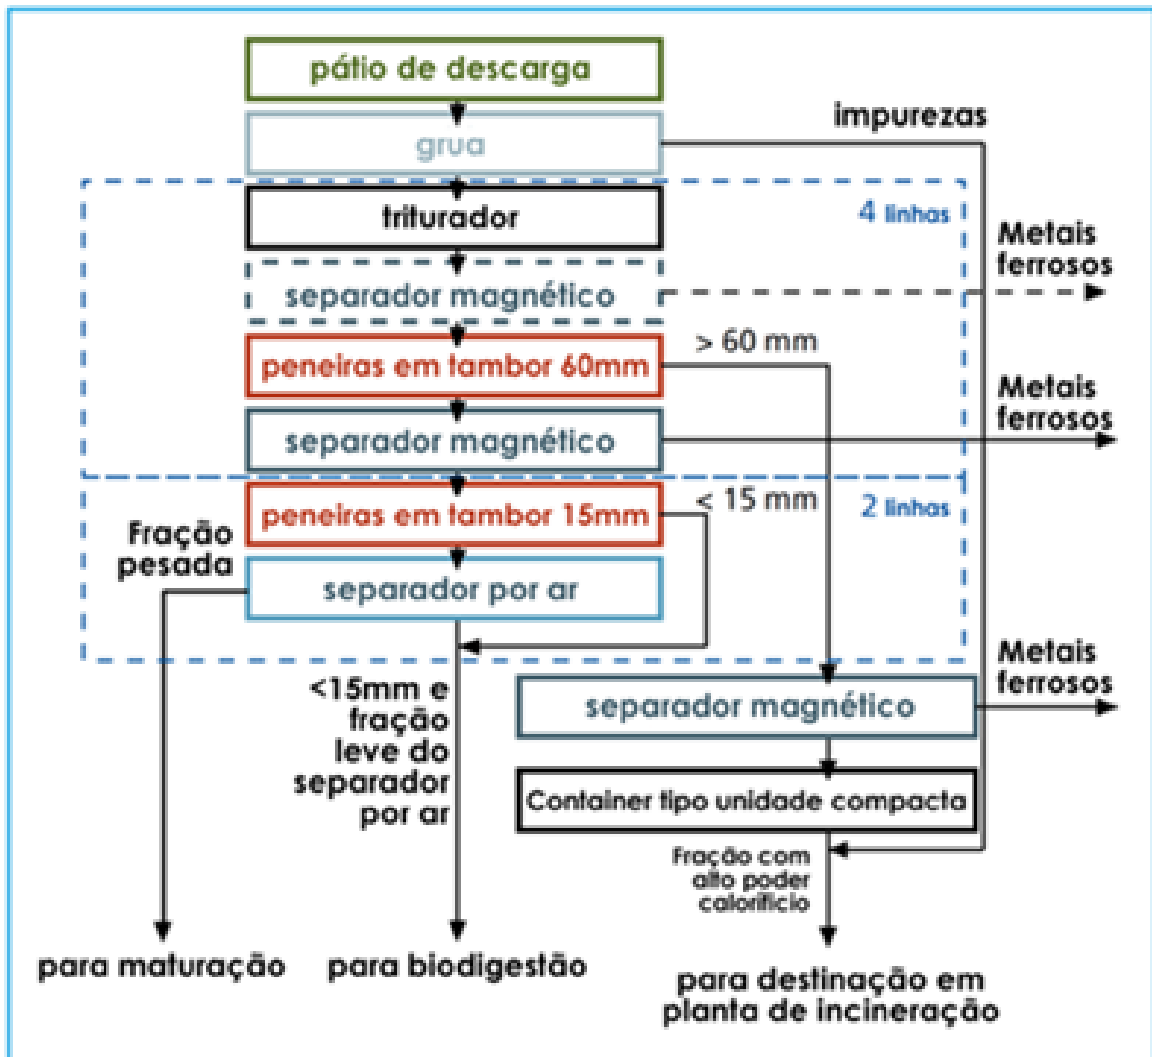 pátio de descarga
grua
impurezas
triturador
4 linhas
Metais
ferrosos
separador magnético
> 60 mm
peneiras em tambor 60mm
Metais
ferrosos
separador magnético
< 15 mm
2 linhas
peneiras em tambor 15mm
Fração
pesada
separador por ar
Metais
ferrosos
<15mm e
fração
leve do
separador
por ar
separador magnético
Container tipo unidade compacta
Fração com
alto poder
caloríficio
para maturação
para biodigestão
para destinação em
planta de incineração